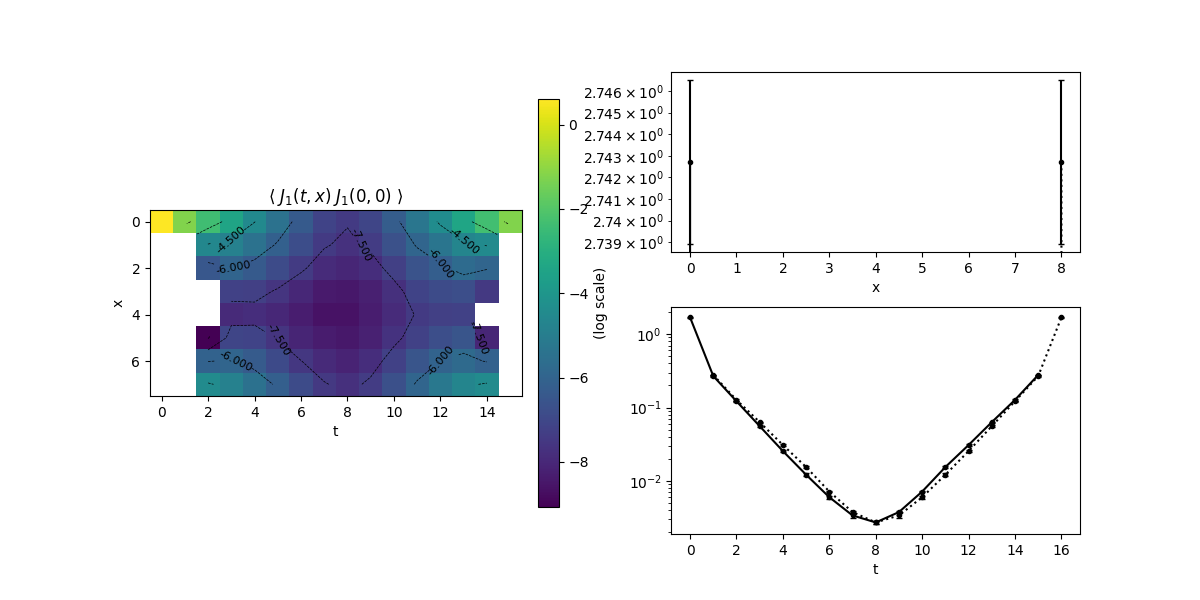 ⟨ J₁(t, x) J₁(0, 0) ⟩
x
0
2
4
6
-4.500
-6.000
-7.500
-4.500
-6.000
-7.500
-6.000
-6.000
-7.500
0 2 4 6 8 10 12 14
t
0
−2
−4
−6
−8
(log scale)
2.746 × 10⁰
2.745 × 10⁰
2.744 × 10⁰
2.743 × 10⁰
2.742 × 10⁰
2.741 × 10⁰
2.74 × 10⁰
2.739 × 10⁰
0 1 2 3 4 5 6 7 8
x
10⁰
10⁻¹
10⁻²
0 2 4 6 8 10 12 14 16
t